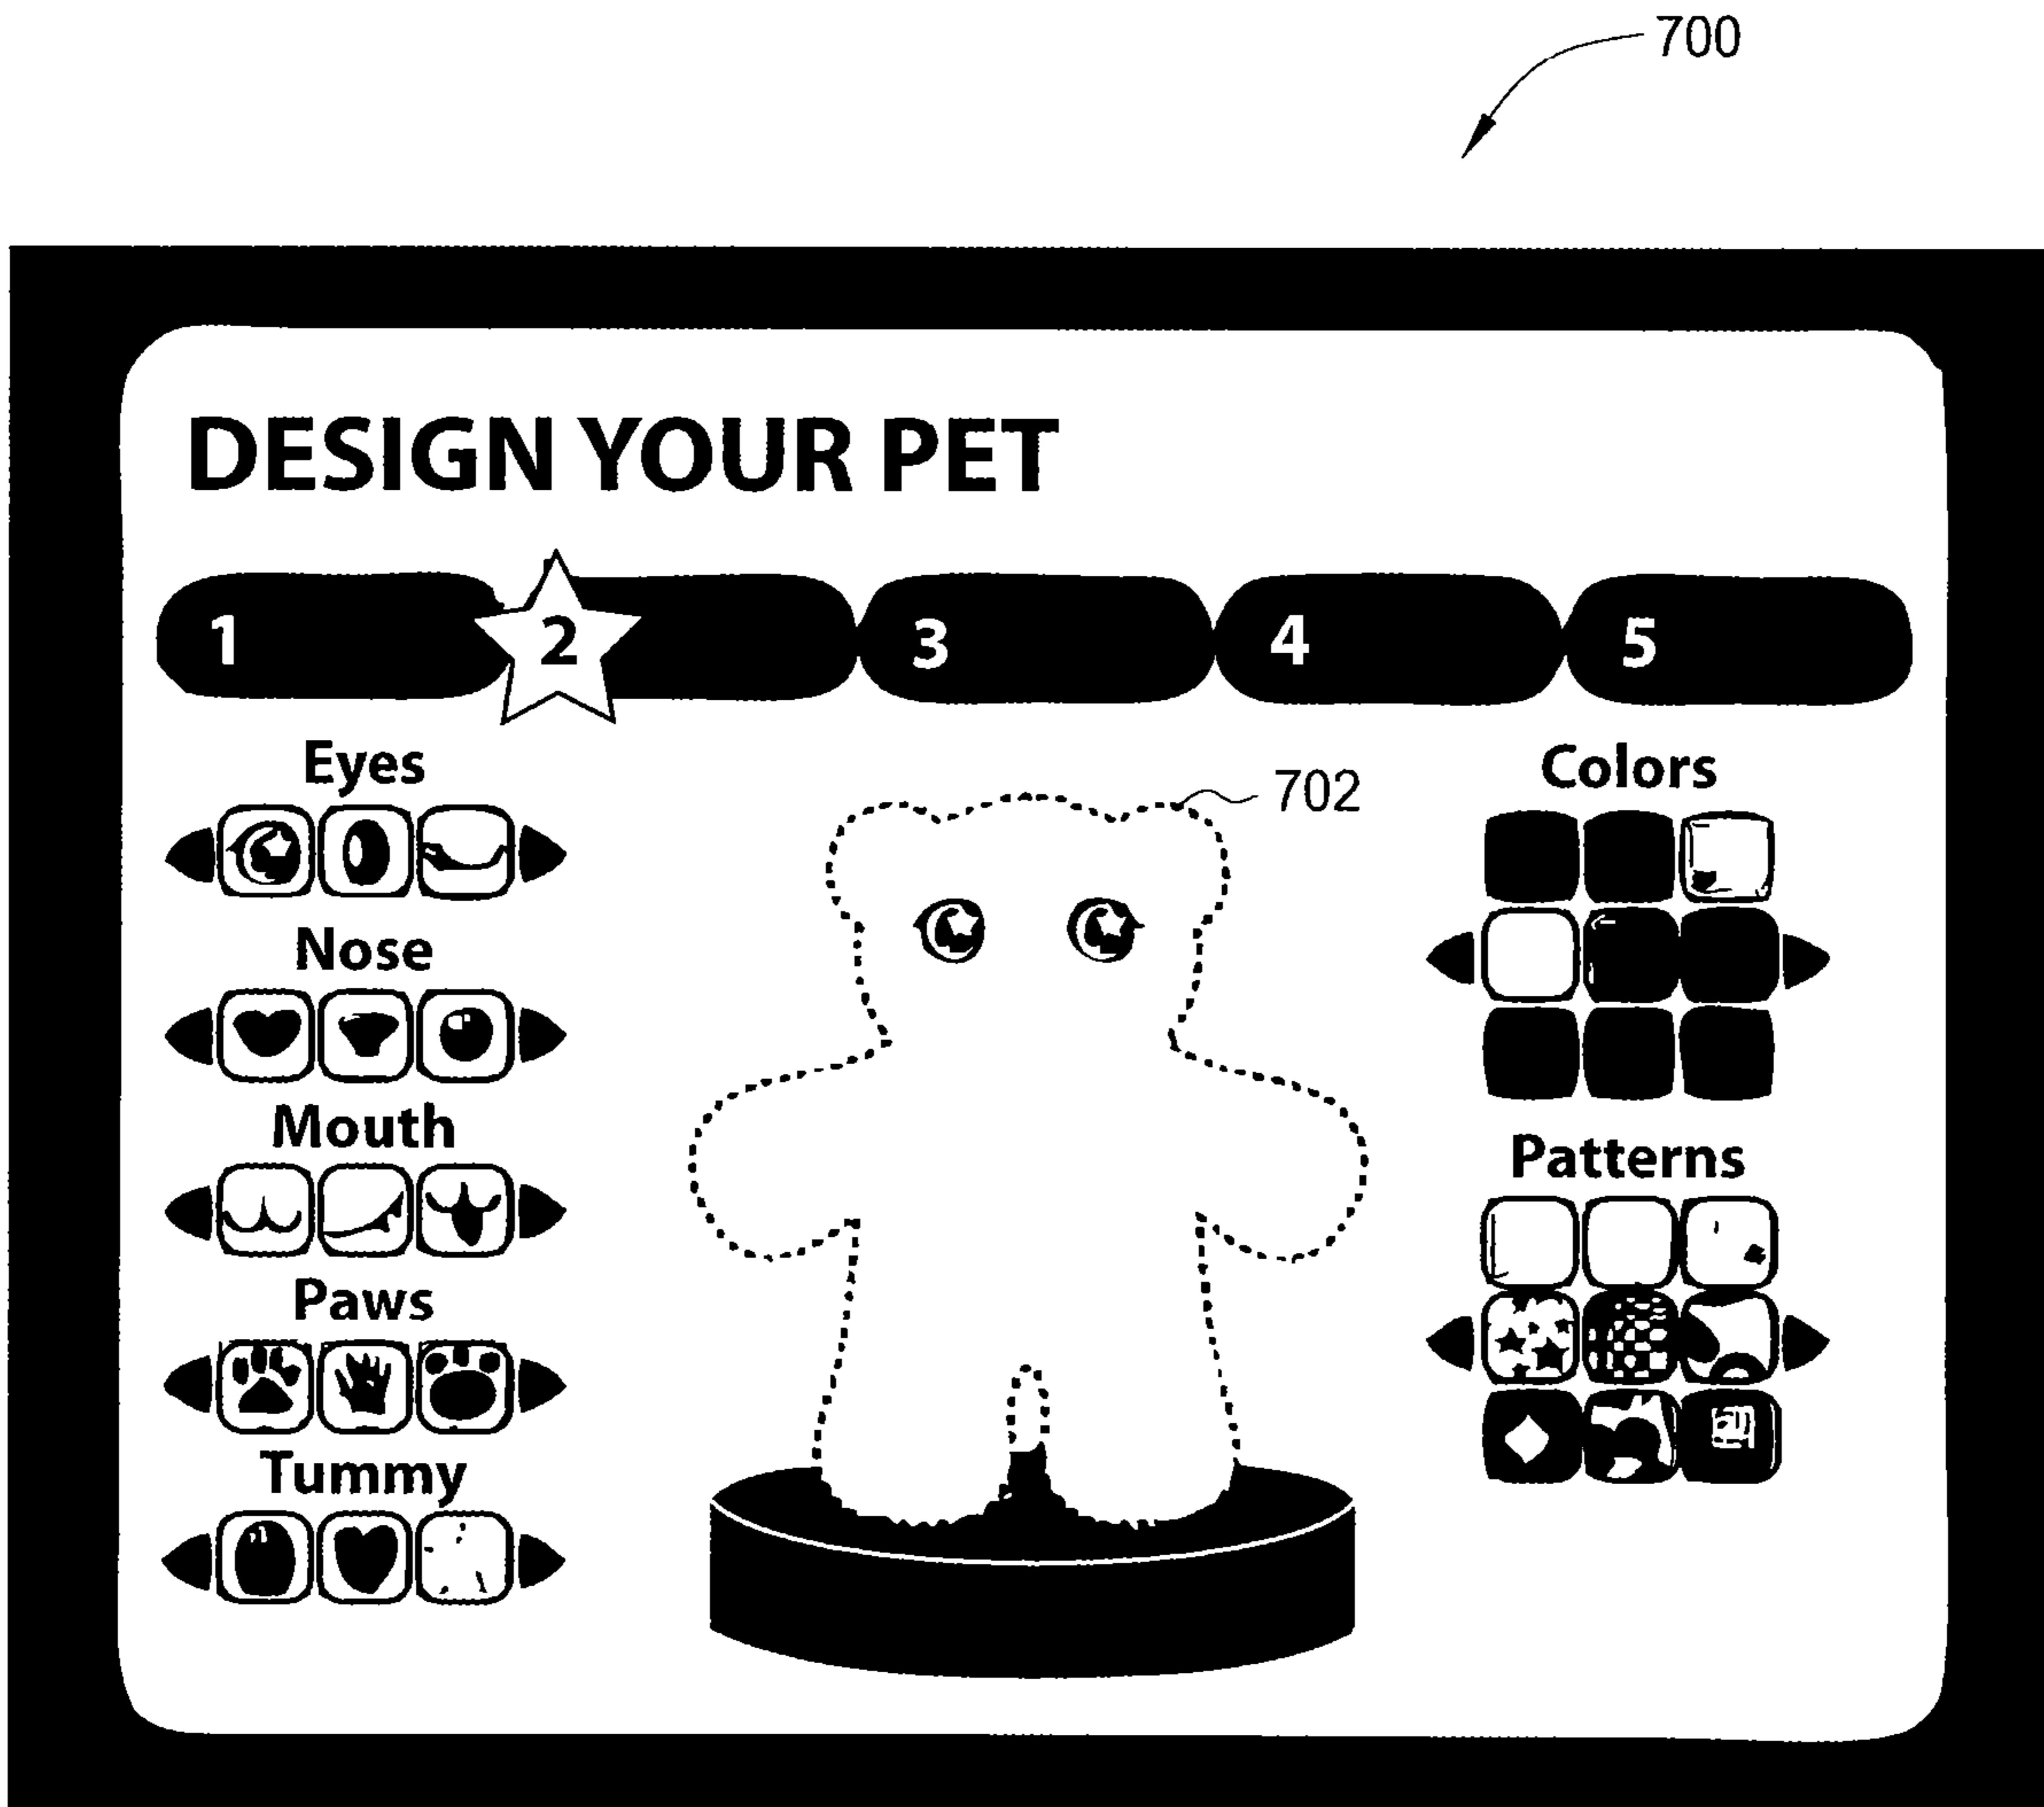 700
DESIGN YOUR PET
1 2 3 4 5
Eyes
702
Colors
Nose
Mouth
Patterns
Paws
Tummy